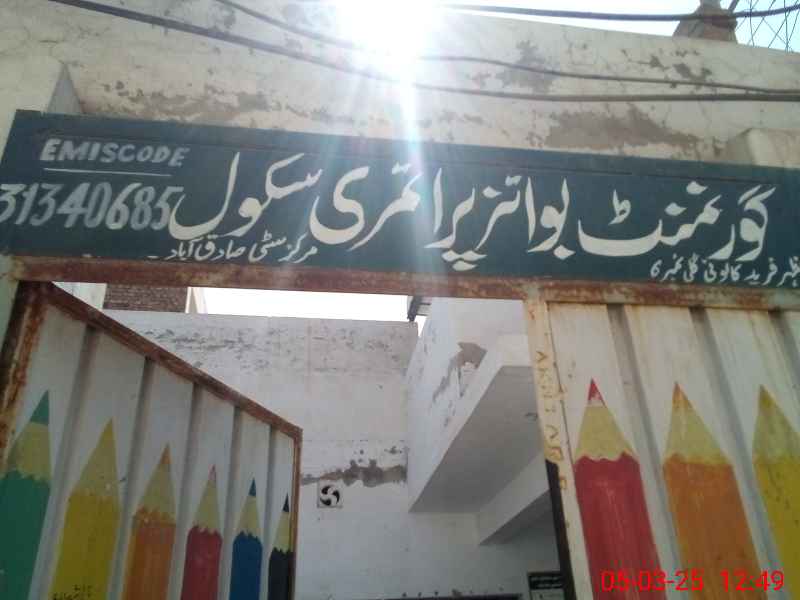 EMISCODE
31340685
گورنمنٹ بوائز پرائمری سکول
ظہر فرید کالونی گلی نمبر 6
مرکز سٹی صادق آباد۔
05-03-25 12:49